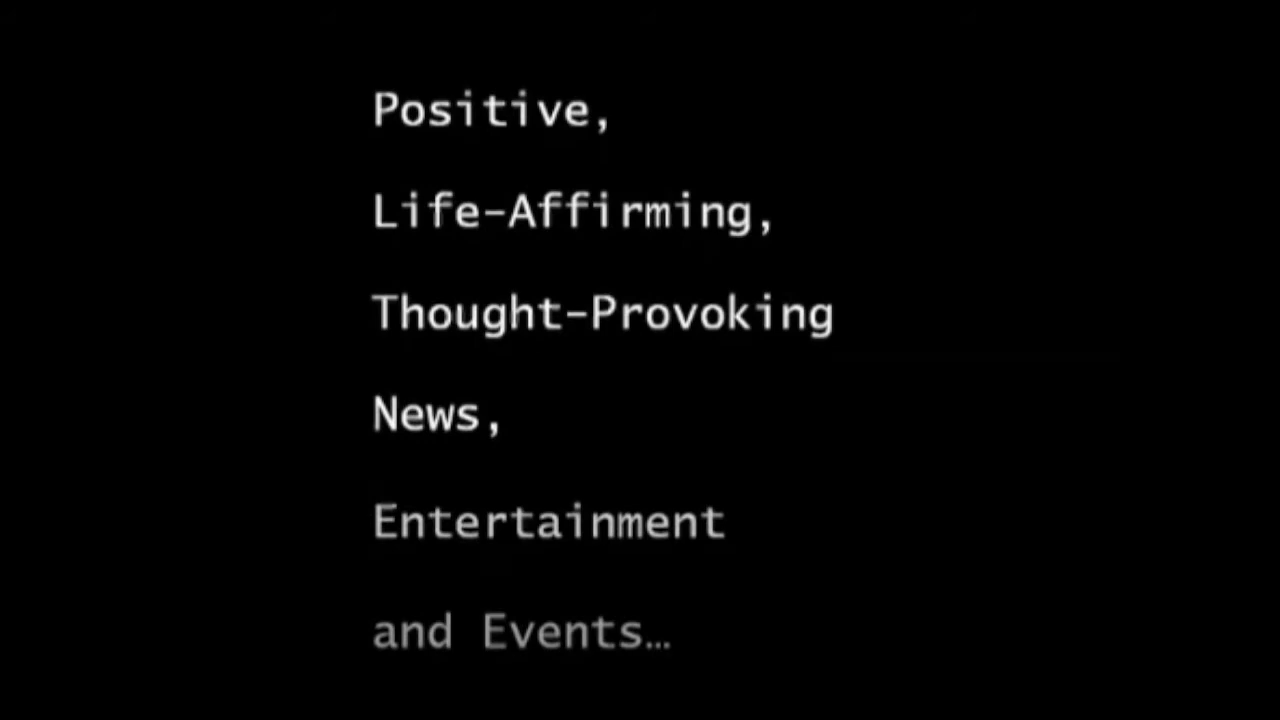 Positive,
Life-Affirming,
Thought-Provoking
News,
Entertainment
and Events…